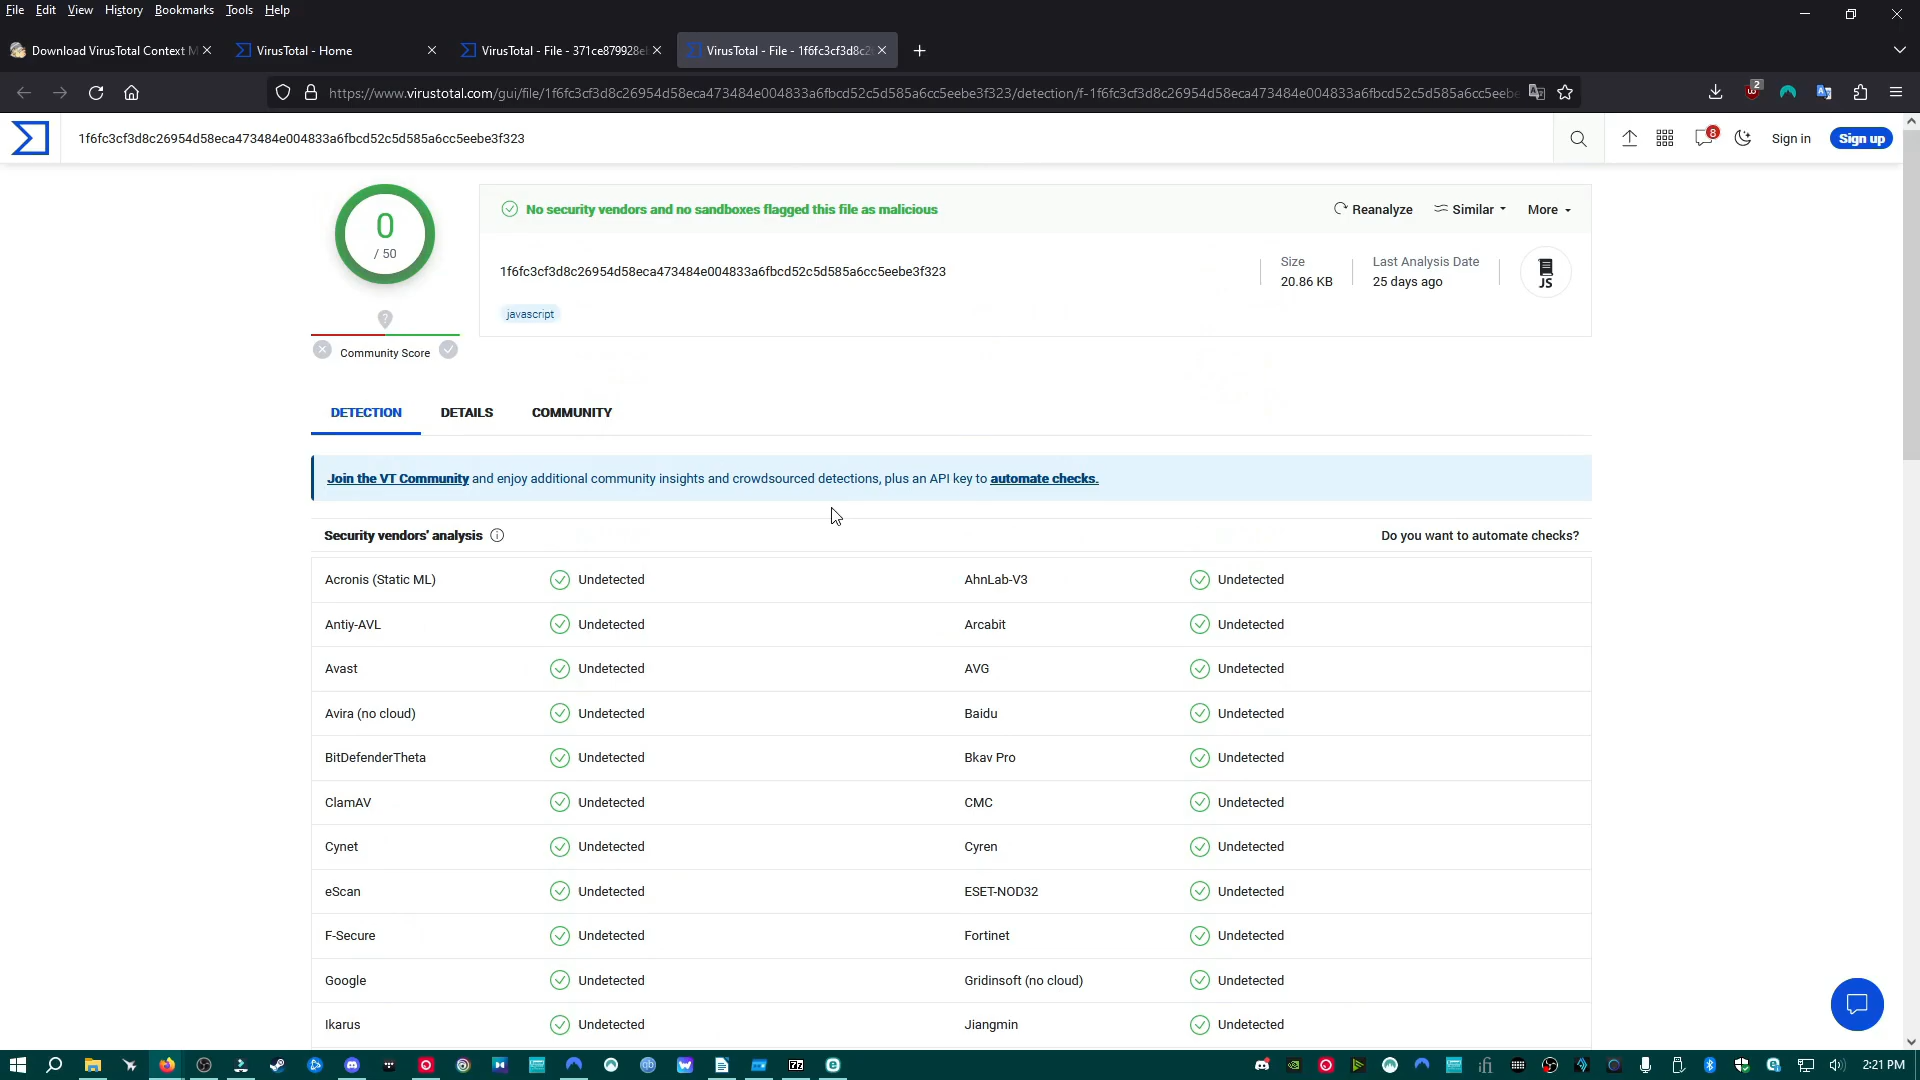 File Edit View History Bookmarks Tools Help
Download VirusTotal Context M
VirusTotal - Home
VirusTotal - File - 371ce879928e
VirusTotal - File - 1f6fc3cf3d8c2
https://www.virustotal.com/gui/file/1f6fc3cf3d8c26954d58eca473484e004833a6fbcd52c5d585a6cc5eebe3f323/detection/f-1f6fc3cf3d8c26954d58eca473484e004833a6fbcd52c5d585a6cc5eebe
2
1f6fc3cf3d8c26954d58eca473484e004833a6fbcd52c5d585a6cc5eebe3f323
8
Sign in
Sign up
0
/ 50
No security vendors and no sandboxes flagged this file as malicious
Reanalyze
Similar
More
1f6fc3cf3d8c26954d58eca473484e004833a6fbcd52c5d585a6cc5eebe3f323
Size
20.86 KB
Last Analysis Date
25 days ago
JS
javascript
?
Community Score
DETECTION DETAILS COMMUNITY
Join the VT Community and enjoy additional community insights and crowdsourced detections, plus an API key to automate checks.
Security vendors' analysis
Do you want to automate checks?
Acronis (Static ML) Undetected AhnLab-V3 Undetected
Antiy-AVL Undetected Arcabit Undetected
Avast Undetected AVG Undetected
Avira (no cloud) Undetected Baidu Undetected
BitDefenderTheta Undetected Bkav Pro Undetected
ClamAV Undetected CMC Undetected
Cynet Undetected Cyren Undetected
eScan Undetected ESET-NOD32 Undetected
F-Secure Undetected Fortinet Undetected
Google Undetected Gridinsoft (no cloud) Undetected
Ikarus Undetected Jiangmin Undetected
2:21 PM